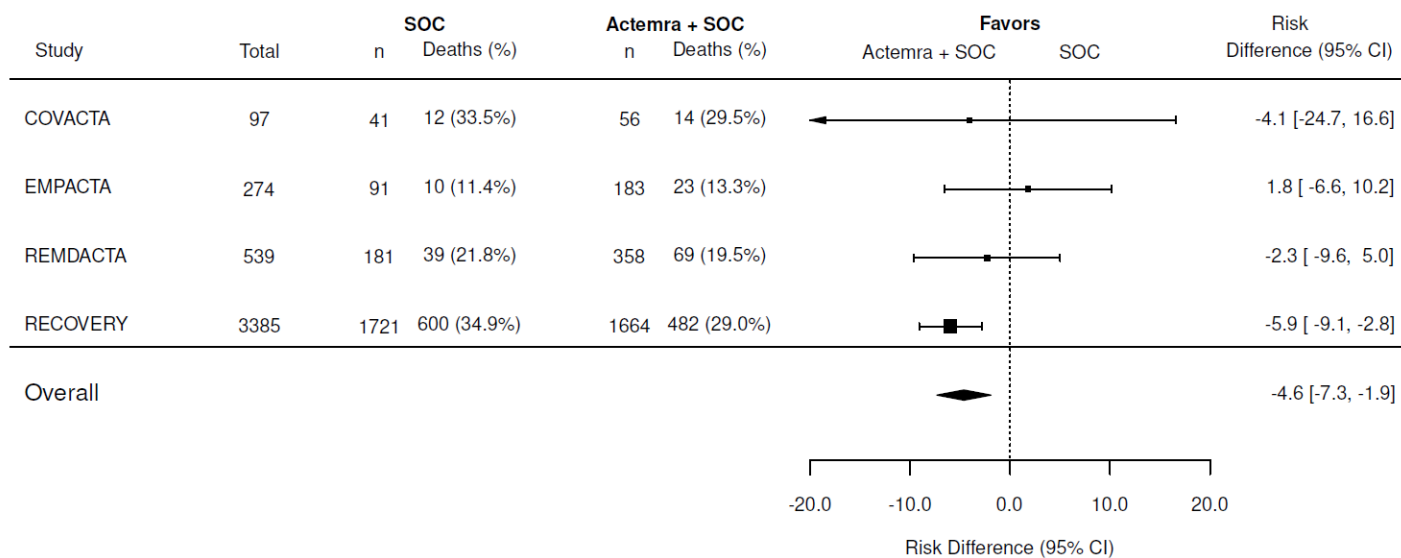 SOC Actemra + SOC Favors Risk
Study Total n Deaths (%) n Deaths (%) Actemra + SOC SOC Difference (95% CI)
COVACTA 97 41 12 (33.5%) 56 14 (29.5%) -4.1 [-24.7, 16.6]
EMPACTA 274 91 10 (11.4%) 183 23 (13.3%) 1.8 [ -6.6, 10.2]
REMDACTA 539 181 39 (21.8%) 358 69 (19.5%) -2.3 [ -9.6, 5.0]
RECOVERY 3385 1721 600 (34.9%) 1664 482 (29.0%) -5.9 [ -9.1, -2.8]
Overall -4.6 [-7.3, -1.9]
-20.0 -10.0 0.0 10.0 20.0
Risk Difference (95% CI)